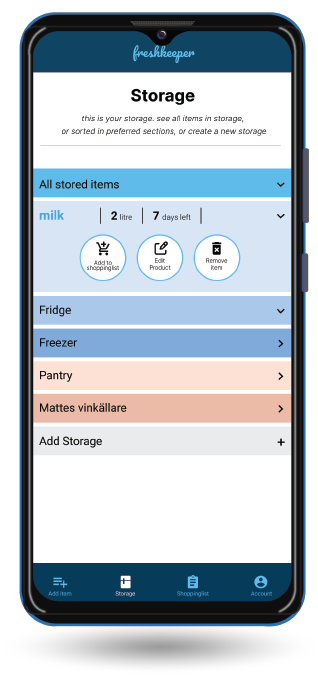 freshkeeper
Storage
this is your storage. see all items in storage,
or sorted in preferred sections, or create a new storage
All stored items
milk 2 litre 7 days left
Add to
shoppinglist
Edit
Product
Remove
item
Fridge
Freezer
Pantry
Mattes vinkällare
Add Storage +
Add item Storage Shoppinglist Account